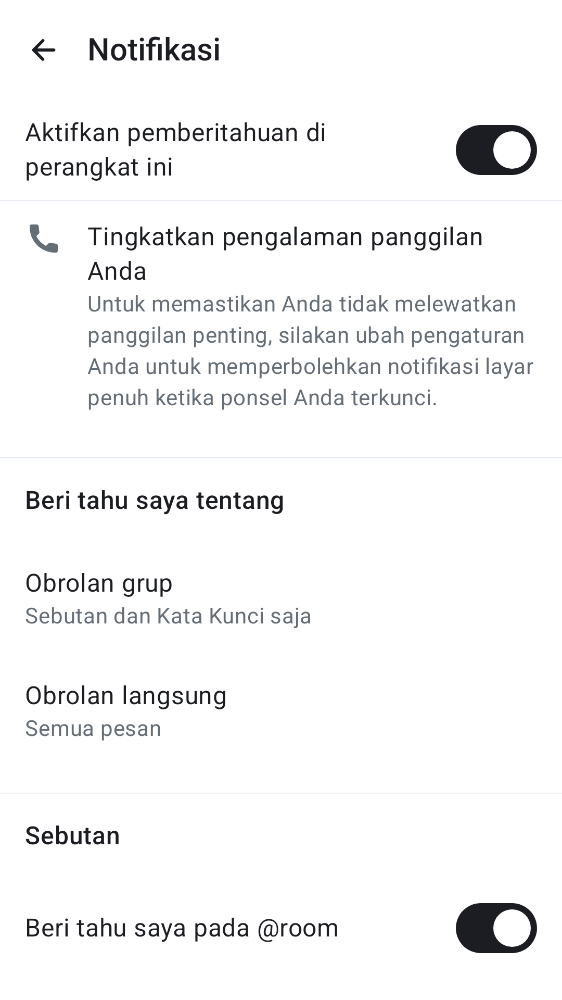 Notifikasi
Aktifkan pemberitahuan di
perangkat ini
Tingkatkan pengalaman panggilan
Anda
Untuk memastikan Anda tidak melewatkan
panggilan penting, silakan ubah pengaturan
Anda untuk memperbolehkan notifikasi layar
penuh ketika ponsel Anda terkunci.
Beri tahu saya tentang
Obrolan grup
Sebutan dan Kata Kunci saja
Obrolan langsung
Semua pesan
Sebutan
Beri tahu saya pada @room